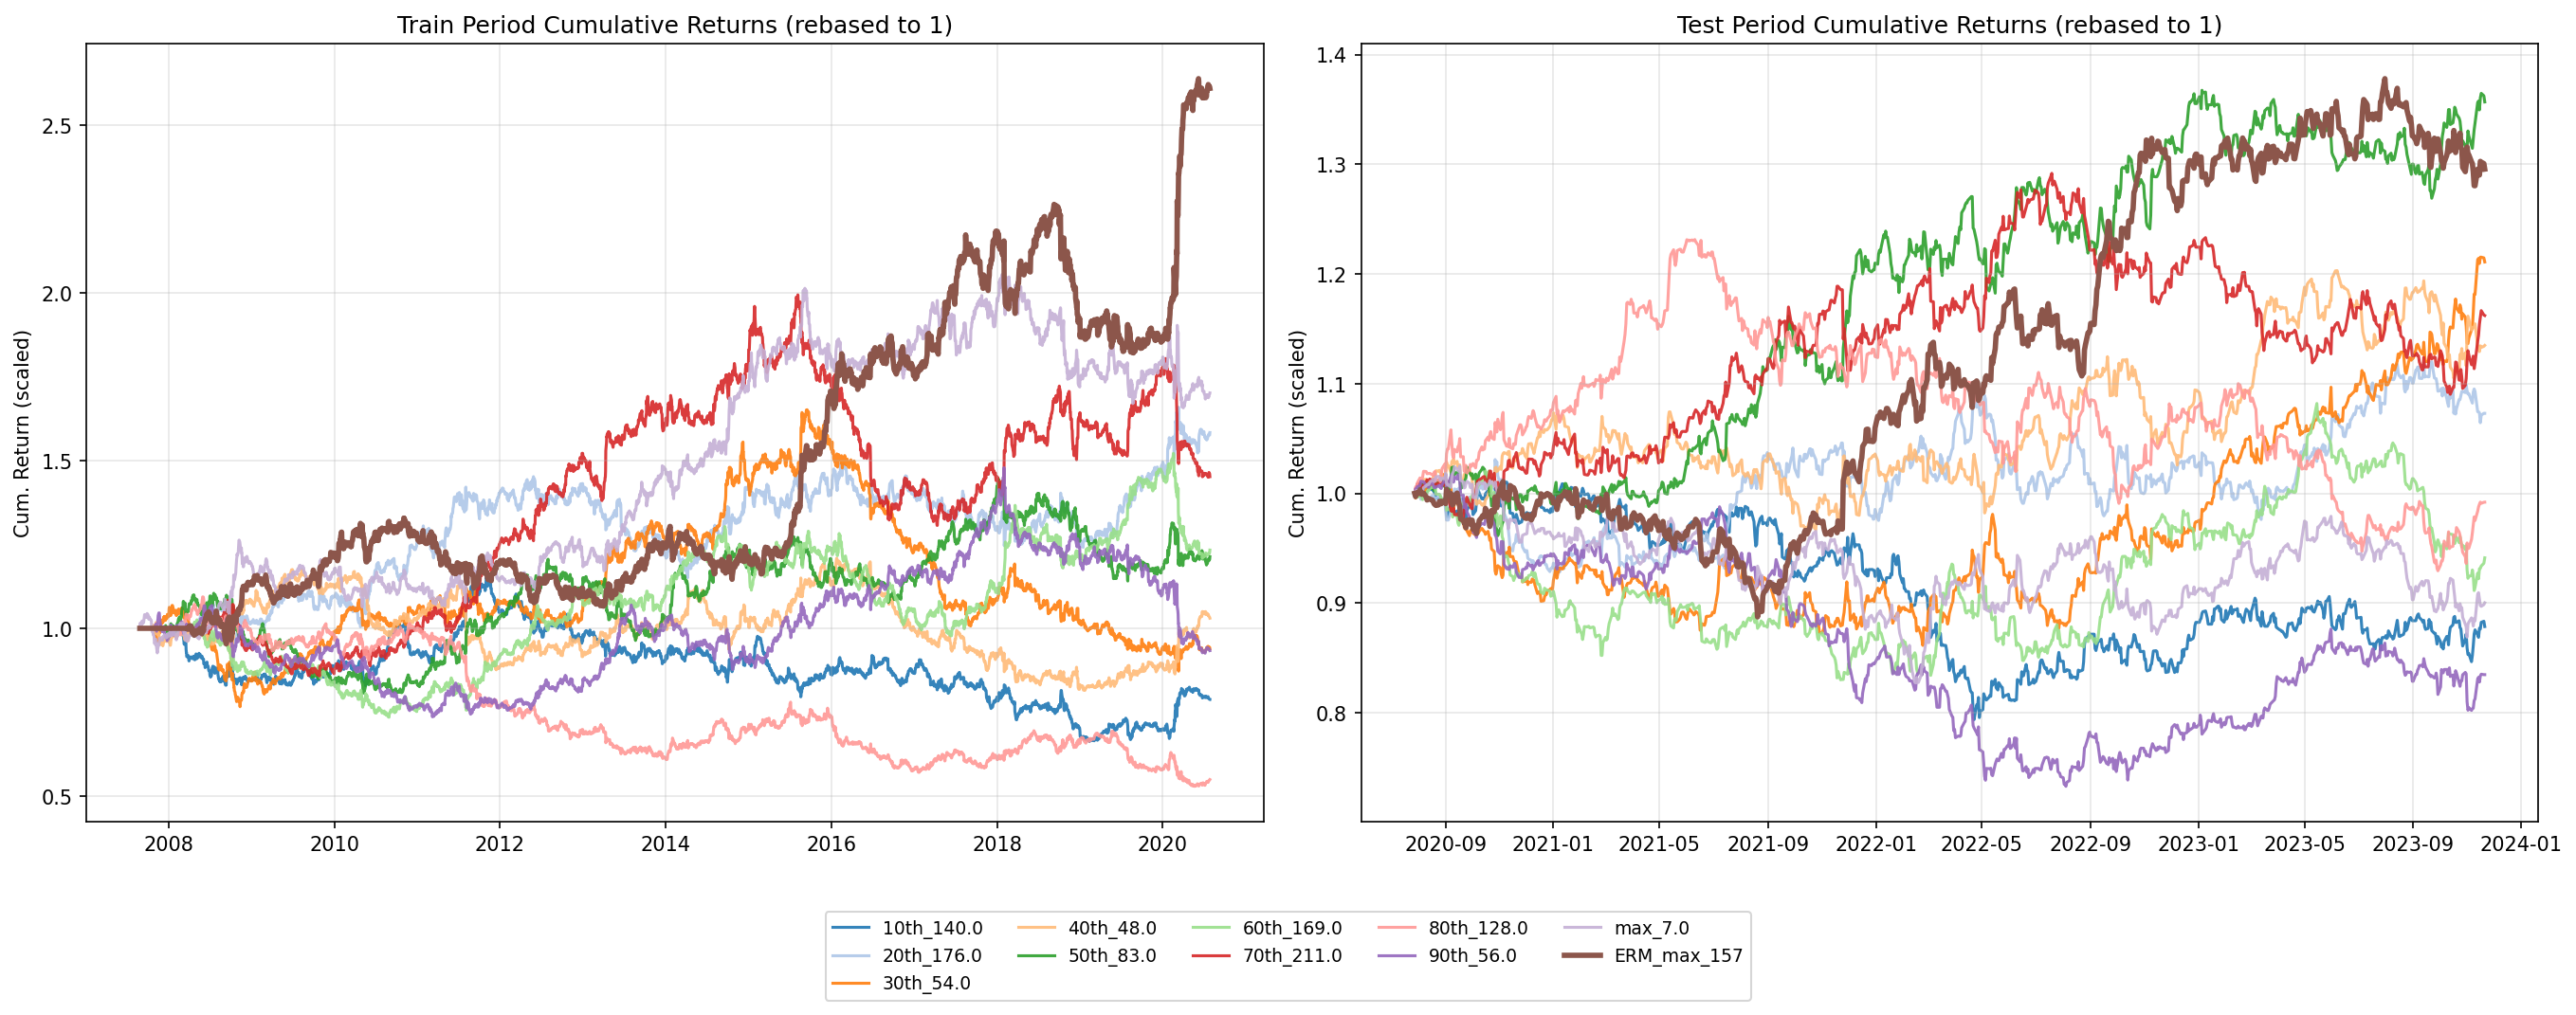 Train Period Cumulative Returns (rebased to 1)
Cum. Return (scaled)
2.5
2.0
1.5
1.0
0.5
2008 2010 2012 2014 2016 2018 2020
Test Period Cumulative Returns (rebased to 1)
Cum. Return (scaled)
1.4
1.3
1.2
1.1
1.0
0.9
0.8
2020-09 2021-01 2021-05 2021-09 2022-01 2022-05 2022-09 2023-01 2023-05 2023-09 2024-01
10th_140.0 40th_48.0 60th_169.0 80th_128.0 max_7.0
20th_176.0 50th_83.0 70th_211.0 90th_56.0 ERM_max_157
30th_54.0